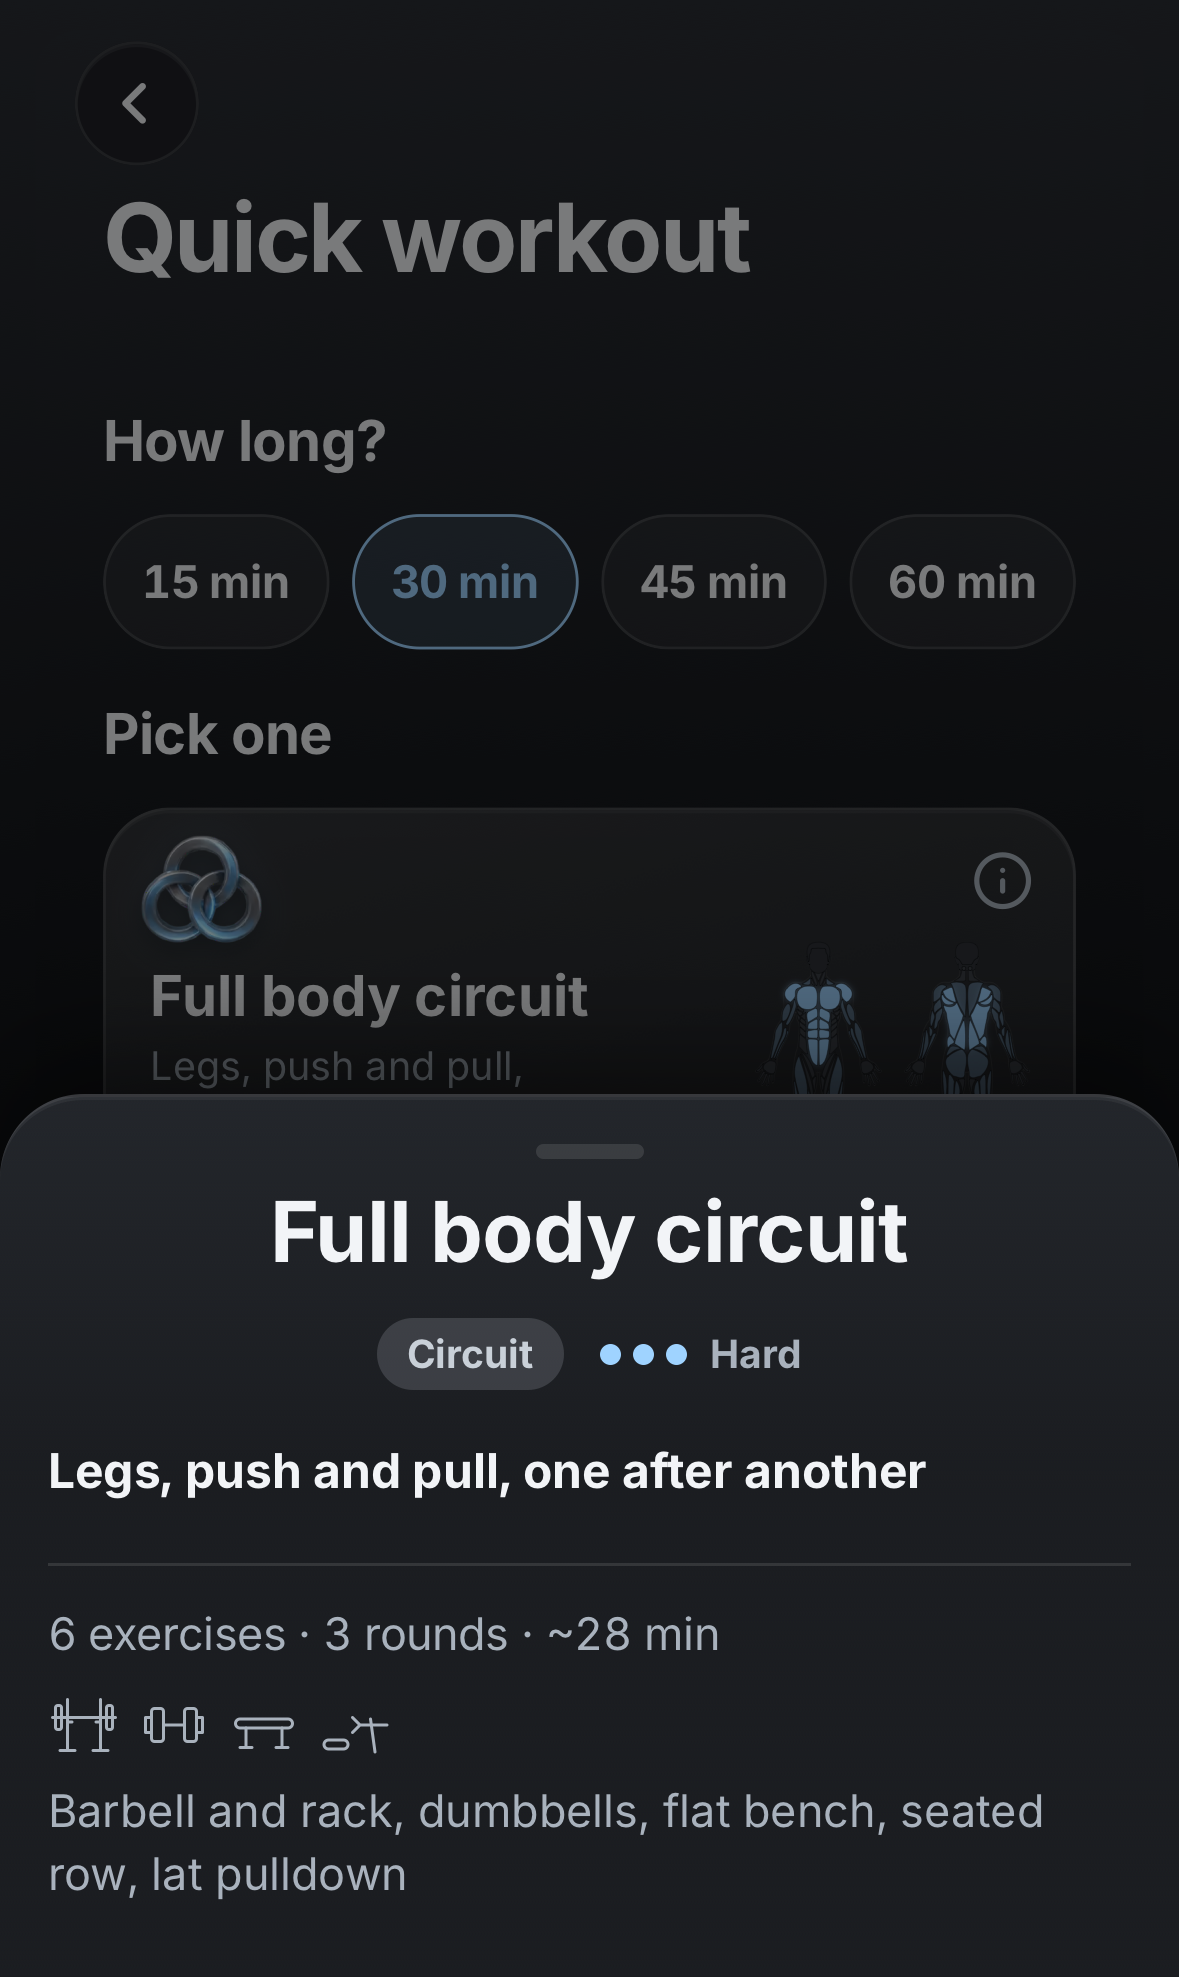 Quick workout
How long?
15 min
30 min
45 min
60 min
Pick one
Full body circuit
Legs, push and pull,
Full body circuit
Circuit
Hard
Legs, push and pull, one after another
6 exercises · 3 rounds · ~28 min
Barbell and rack, dumbbells, flat bench, seated
row, lat pulldown